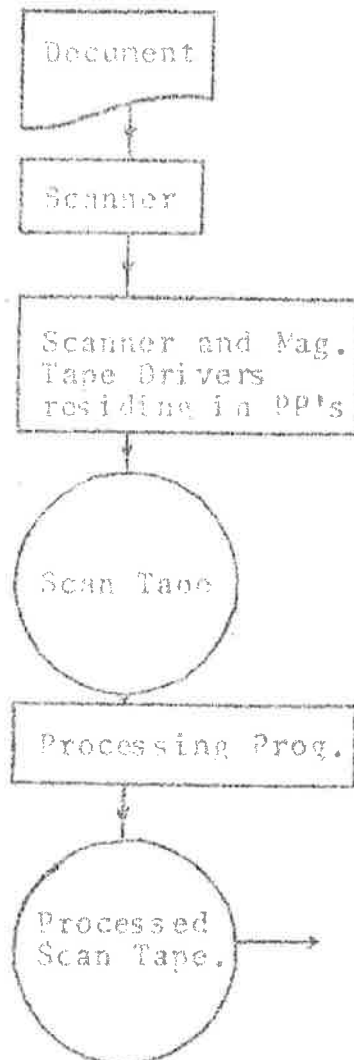 Document
Scanner
Scanner and Mag.
Tape Drivers
residing in PP's
Scan Tape
Processing Prog.
Processed
Scan Tape.